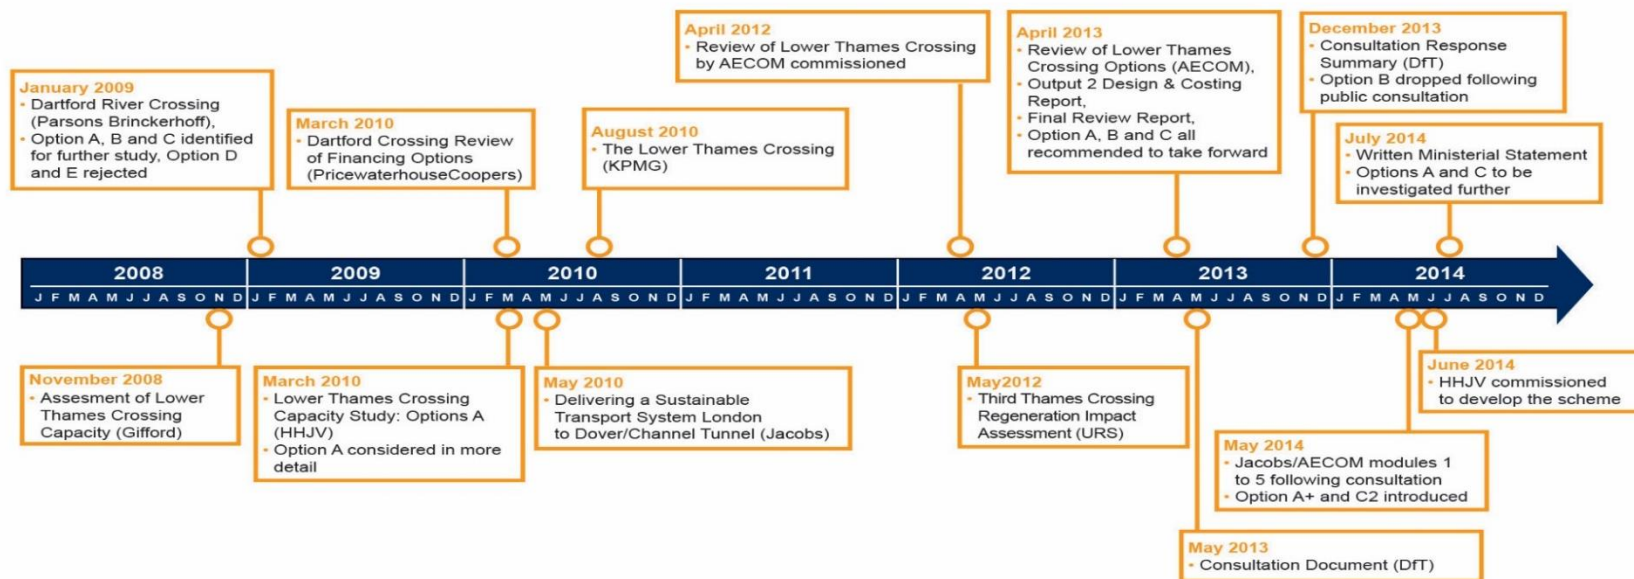 January 2009
• Dartford River Crossing
(Parsons Brinckerhoff),
• Option A, B and C identified
for further study, Option D
and E rejected
March 2010
• Dartford Crossing Review
of Financing Options
(PricewaterhouseCoopers)
August 2010
• The Lower Thames Crossing
(KPMG)
April 2012
• Review of Lower Thames Crossing
by AECOM commissioned
April 2013
• Review of Lower Thames
Crossing Options (AECOM),
• Output 2 Design & Costing
Report,
• Final Review Report,
• Option A, B and C all
recommended to take forward
December 2013
• Consultation Response
Summary (DfT)
• Option B dropped following
public consultation
July 2014
• Written Ministerial Statement
• Options A and C to be
investigated further
2008 2009 2010 2011 2012 2013 2014
J F M A M J J A S O N D J F M A M J J A S O N D J F M A M J J A S O N D J F M A M J J A S O N D J F M A M J J A S O N D J F M A M J J A S O N D J F M A M J J A S O N D
November 2008
• Assesment of Lower
Thames Crossing
Capacity (Gifford)
March 2010
• Lower Thames Crossing
Capacity Study: Options A
(HHJV)
• Option A considered in more
detail
May 2010
• Delivering a Sustainable
Transport System London
to Dover/Channel Tunnel (Jacobs)
May2012
• Third Thames Crossing
Regeneration Impact
Assessment (URS)
May 2013
• Consultation Document (DfT)
May 2014
• Jacobs/AECOM modules 1
to 5 following consultation
• Option A+ and C2 introduced
June 2014
• HHJV commissioned
to develop the scheme